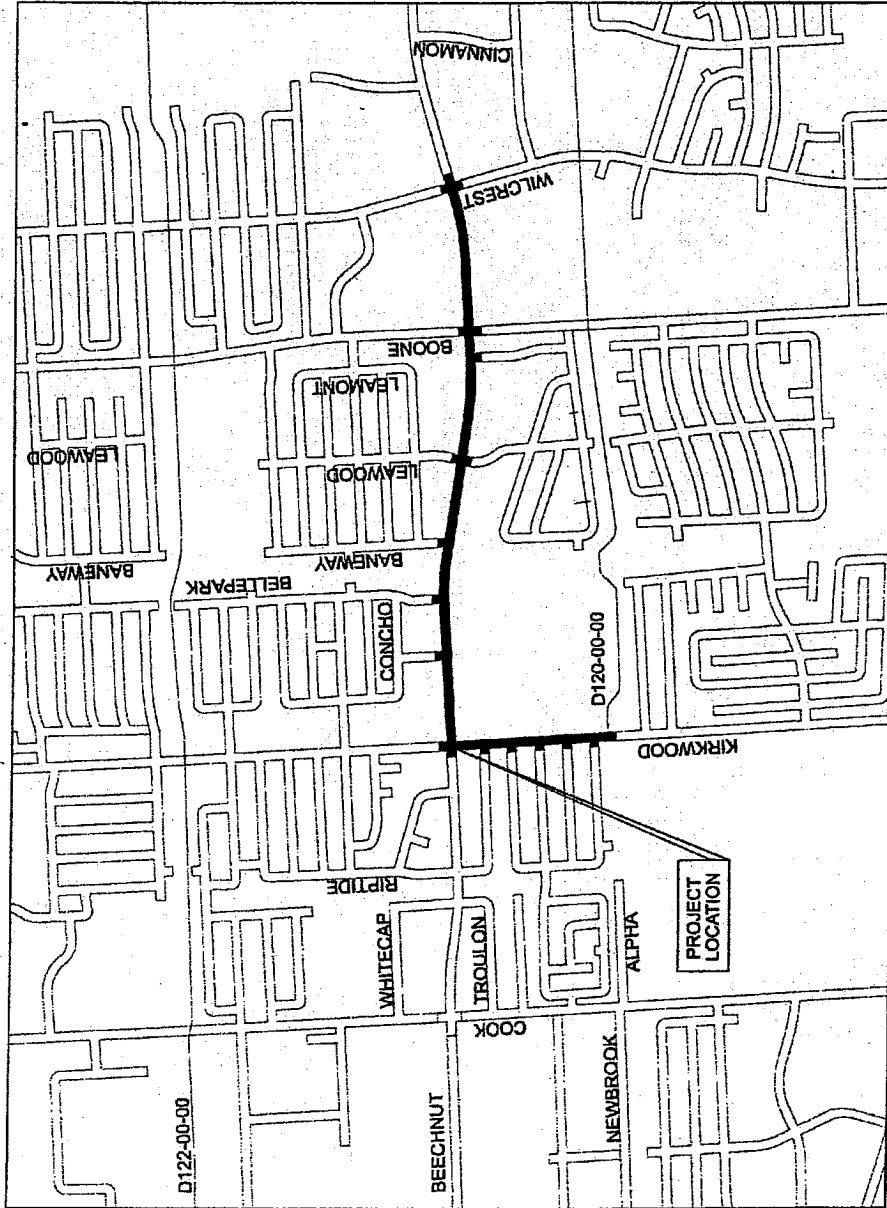 CINNAMON
WILCREST
BOONE
LEAMONT
LEAWOOD
LEAWOOD
BANEWAY
BANEWAY
BELLEPARK
CONCHO
D120-00-00
KIRKWOOD
RIPTIDE
WHITECAP
TROULON
ALPHA
PROJECT
LOCATION
COOK
D122-00-00
BEECHNUT
NEWBROOK